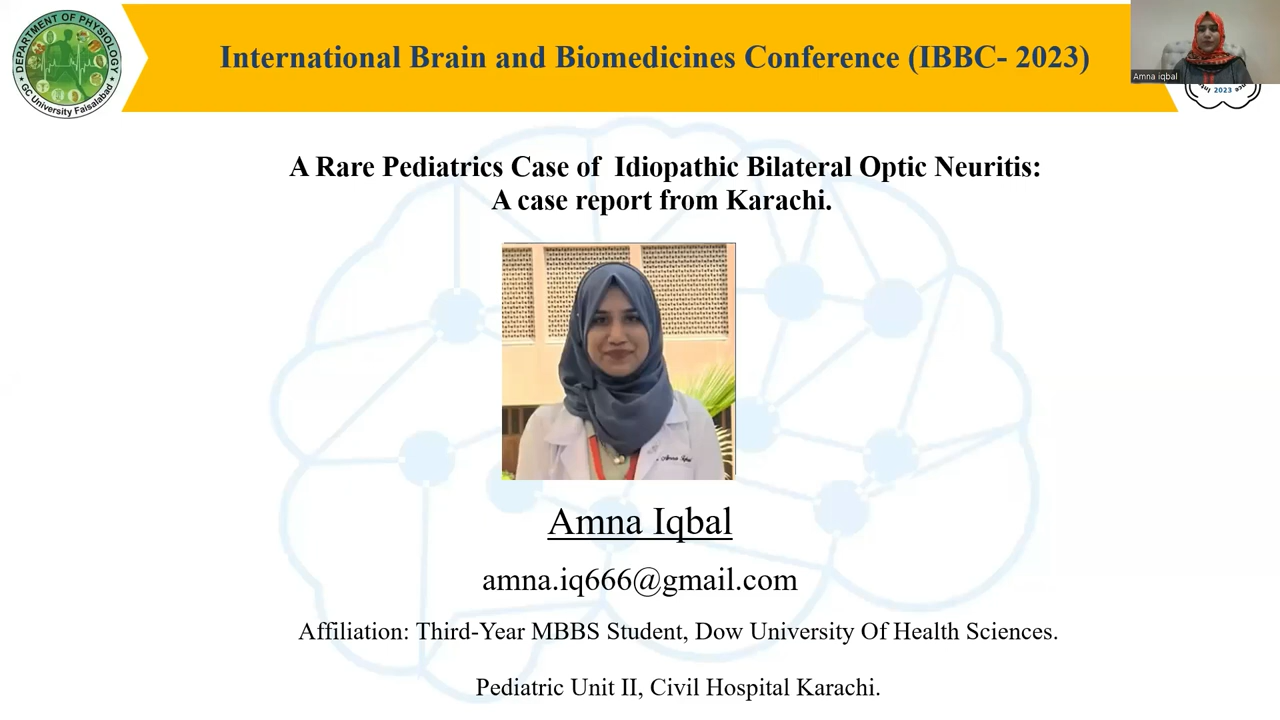 DEPARTMENT OF PHYSIOLOGY
GC University Faisalabad
International Brain and Biomedicines Conference (IBBC- 2023)
Amna iqbal
2023
A Rare Pediatrics Case of Idiopathic Bilateral Optic Neuritis:
A case report from Karachi.
Amna Iqbal
Amna Iqbal
amna.iq666@gmail.com
Affiliation: Third-Year MBBS Student, Dow University Of Health Sciences.
Pediatric Unit II, Civil Hospital Karachi.